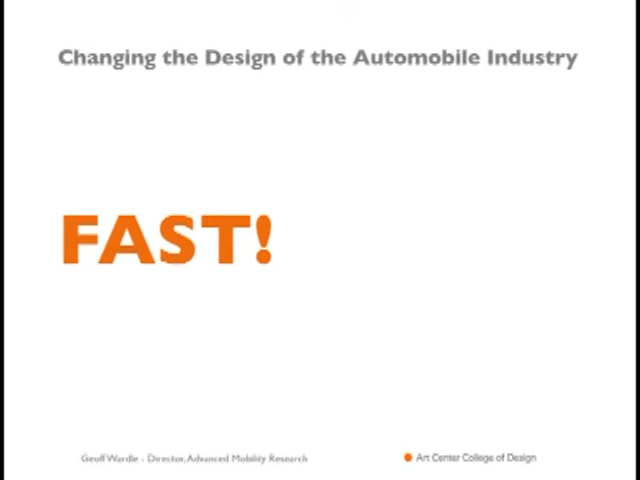 Changing the Design of the Automobile Industry
FAST!
Geoff Wardle - Director, Advanced Mobility Research
Art Center College of Design